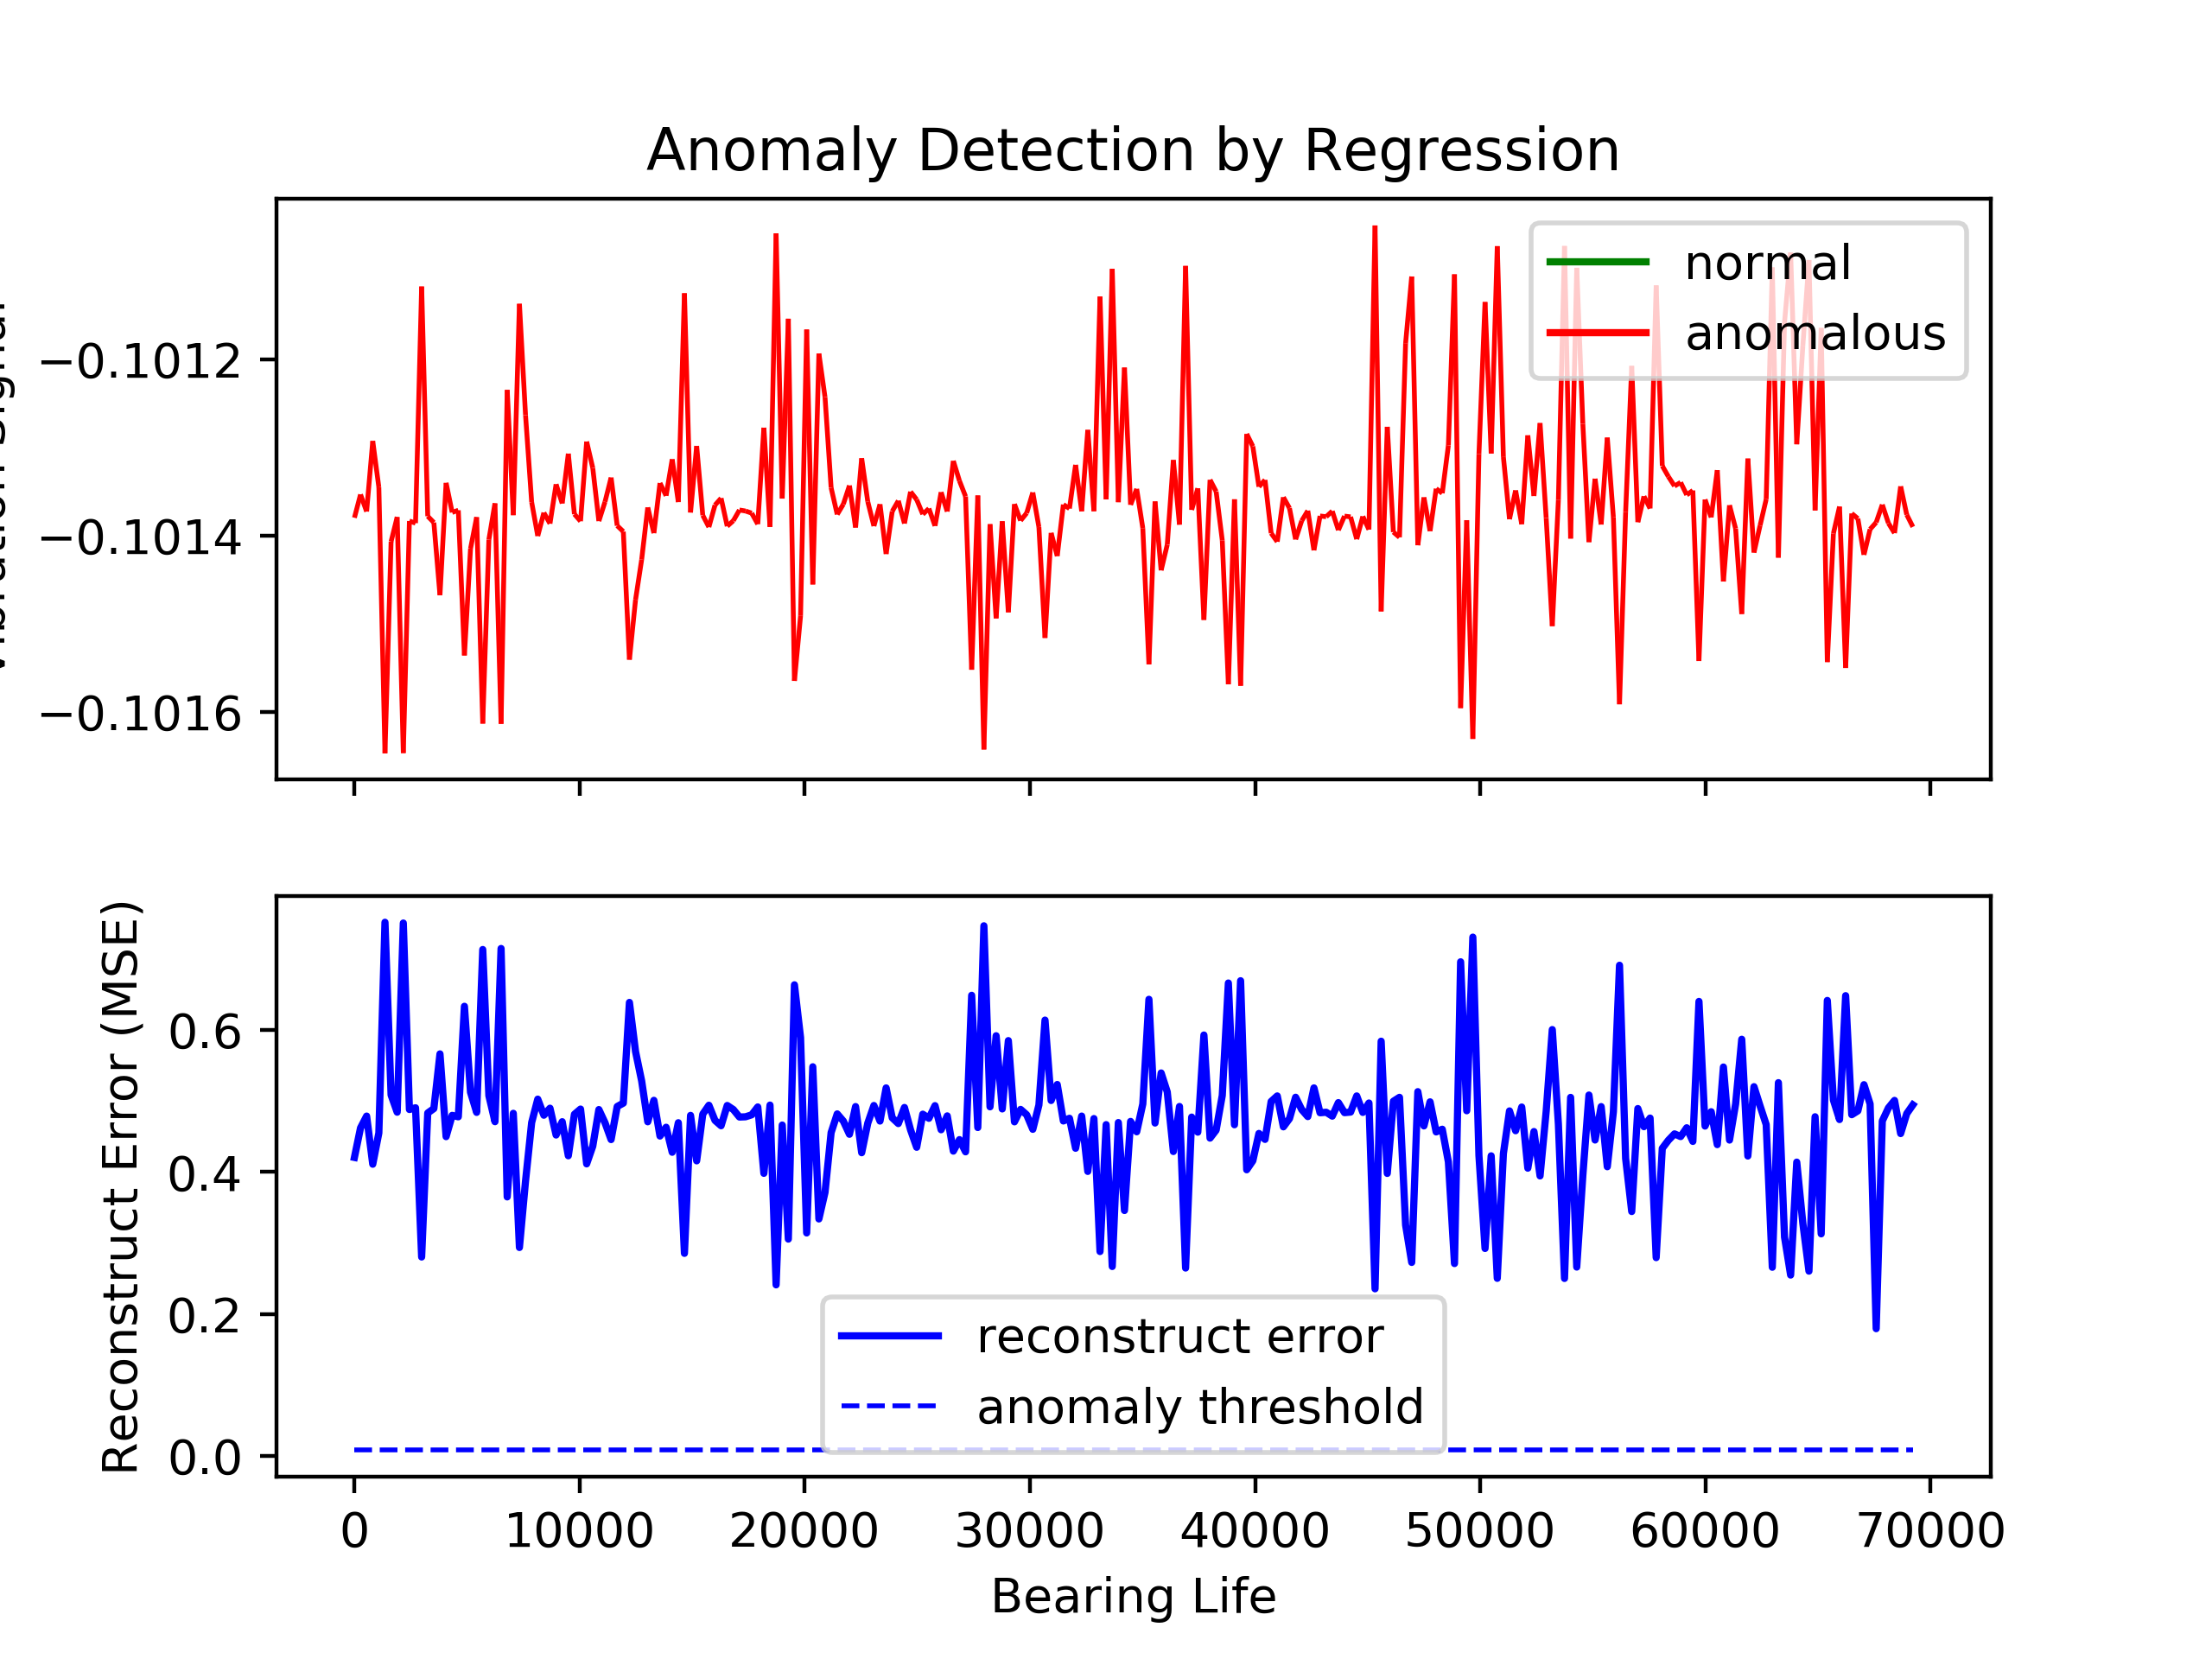 Anomaly Detection by Regression
normal
anomalous
−0.1012
−0.1014
−0.1016
Reconstruct Error (MSE)
0.6
0.4
0.2
0.0
reconstruct error
anomaly threshold
0 10000 20000 30000 40000 50000 60000 70000
Bearing Life